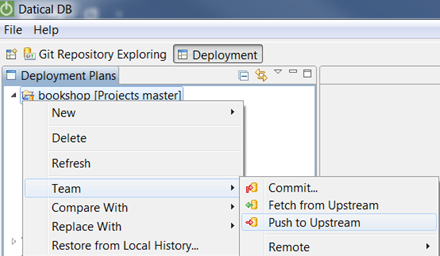 Datical DB
File Help
Git Repository Exploring Deployment
Deployment Plans
bookshop [Projects master]
New
Delete
Refresh
Team
Compare With
Replace With
Restore from Local History...
Commit...
Fetch from Upstream
Push to Upstream
Remote